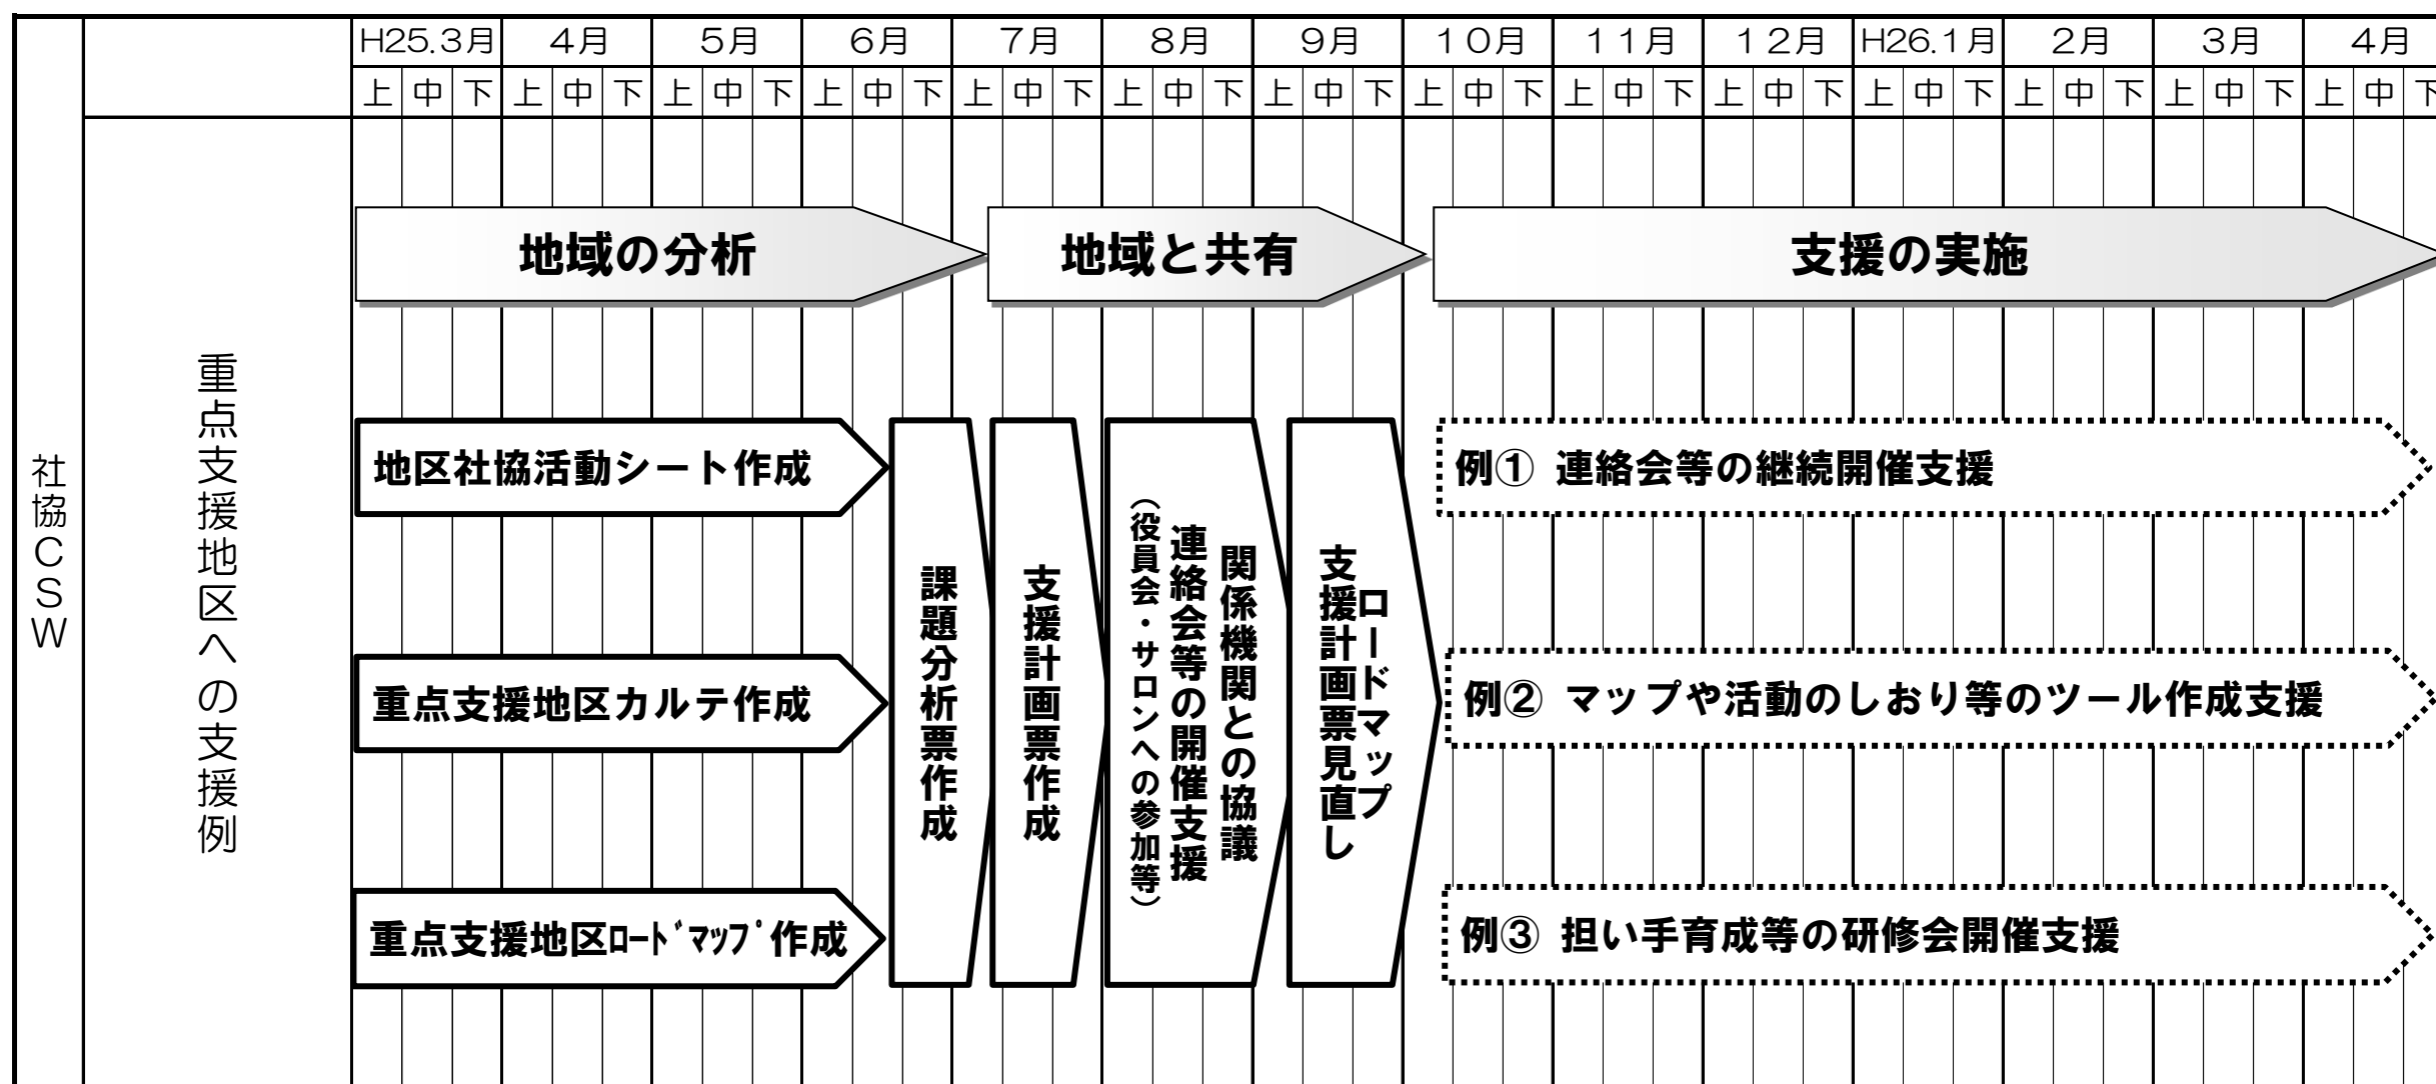 H25.3月 4月 5月 6月 7月 8月 9月 10月 11月 12月 H26.1月 2月 3月 4月
上 中 下 上 中 下 上 中 下 上 中 下 上 中 下 上 中 下 上 中 下 上 中 下 上 中 下 上 中 下 上 中 下 上 中 下 上 中 下 上 中 下
社協CSW
重点支援地区への支援例
地域の分析
地域と共有
支援の実施
地区社協活動シート作成
重点支援地区カルテ作成
重点支援地区ﾛｰﾄﾞﾏｯﾌﾟ作成
課題分析票作成
支援計画票作成
関係機関との協議
連絡会等の開催支援
(役員会・サロンへの参加等)
ロードマップ
支援計画票見直し
例① 連絡会等の継続開催支援
例② マップや活動のしおり等のツール作成支援
例③ 担い手育成等の研修会開催支援